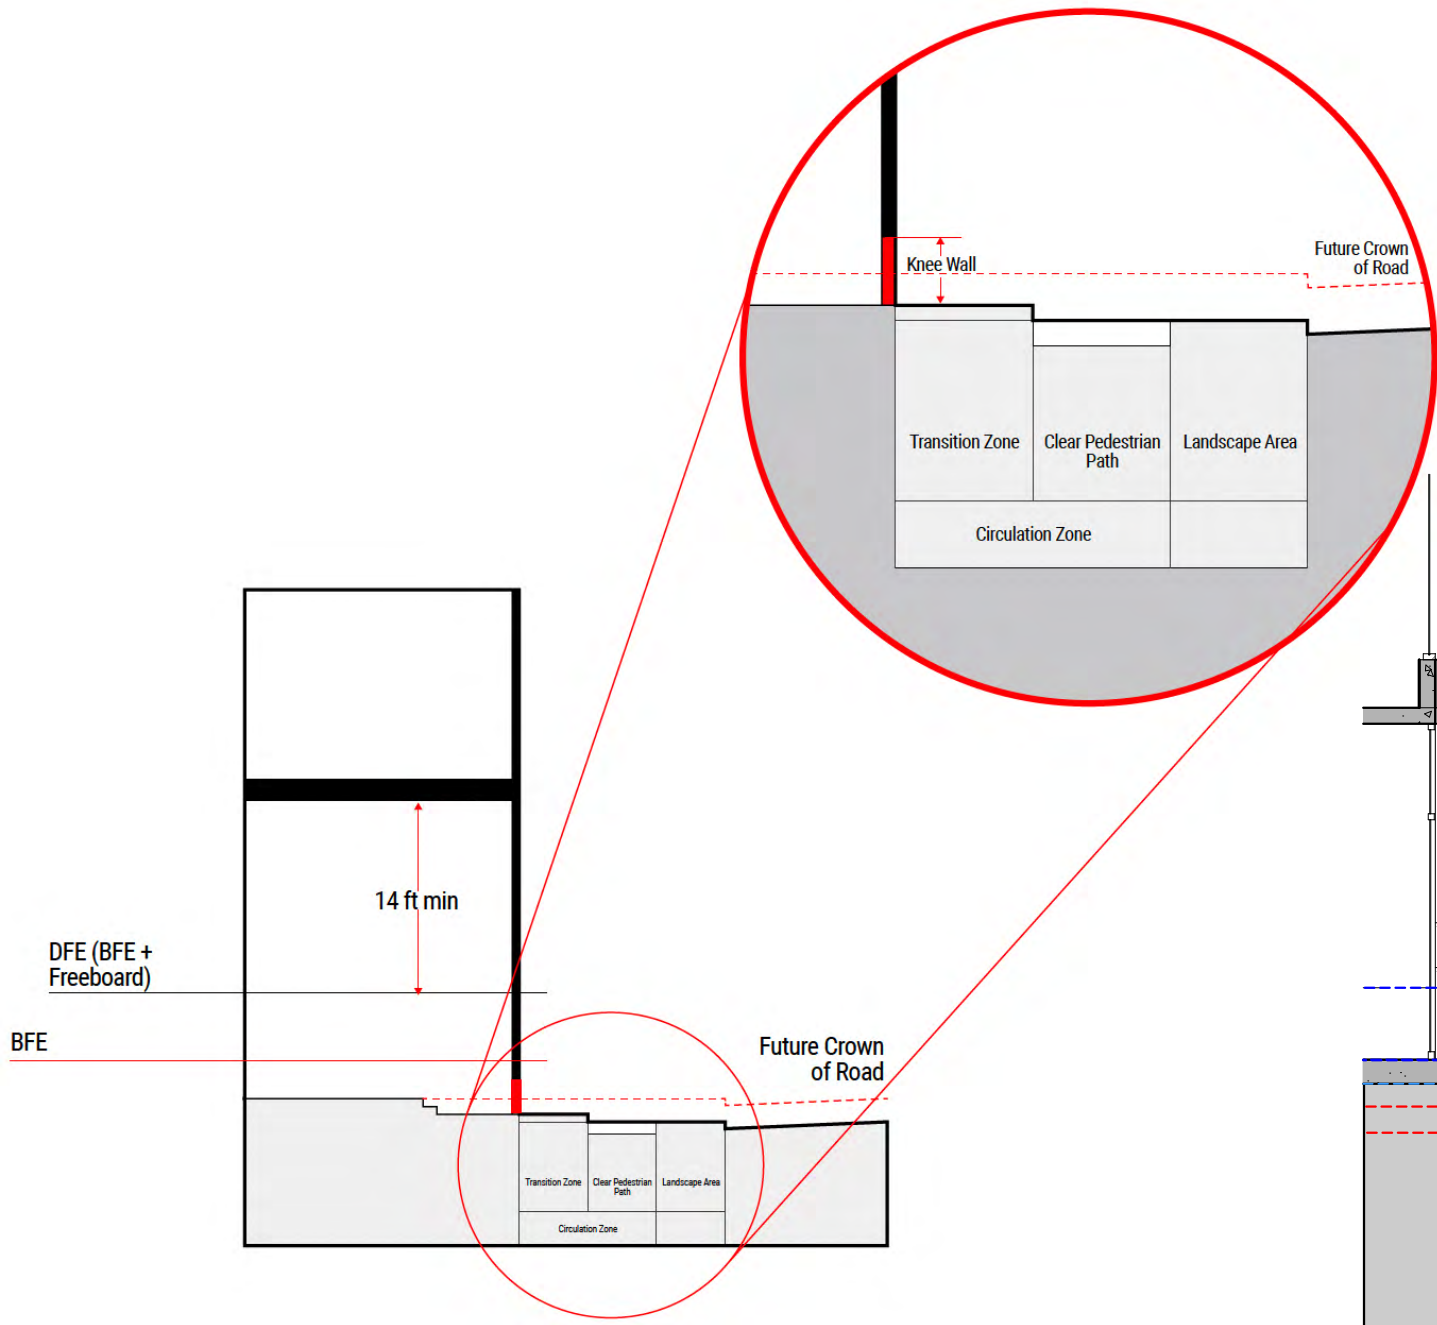 Knee Wall
Future Crown
of Road
Transition Zone
Clear Pedestrian
Path
Landscape Area
Circulation Zone
14 ft min
DFE (BFE +
Freeboard)
BFE
Future Crown
of Road
Transition Zone
Clear Pedestrian
Path
Landscape Area
Circulation Zone